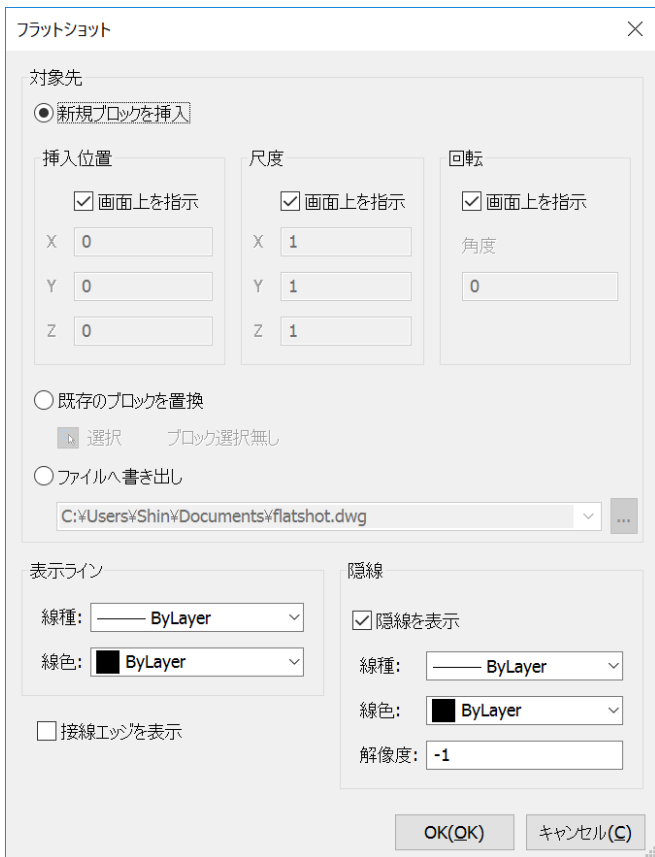 フラットショット
対象先
新規ブロックを挿入
挿入位置
画面上を指示
X 0
Y 0
Z 0
尺度
画面上を指示
X 1
Y 1
Z 1
回転
画面上を指示
角度
0
既存のブロックを置換
選択 ブロック選択無し
ファイルへ書き出し
C:¥Users¥Shin¥Documents¥flatshot.dwg
...
表示ライン
線種: ByLayer
線色: ByLayer
接線エッジを表示
隠線
隠線を表示
線種: ByLayer
線色: ByLayer
解像度: -1
OK(OK)
キャンセル(C)